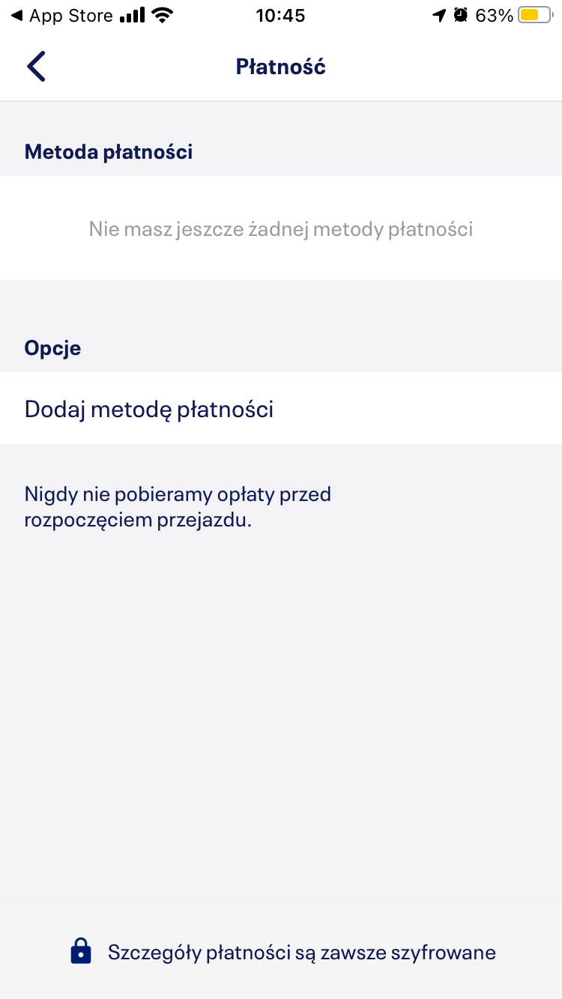 App Store 10:45 63%
Płatność
Metoda płatności
Nie masz jeszcze żadnej metody płatności
Opcje
Dodaj metodę płatności
Nigdy nie pobieramy opłaty przed
rozpoczęciem przejazdu.
Szczegóły płatności są zawsze szyfrowane